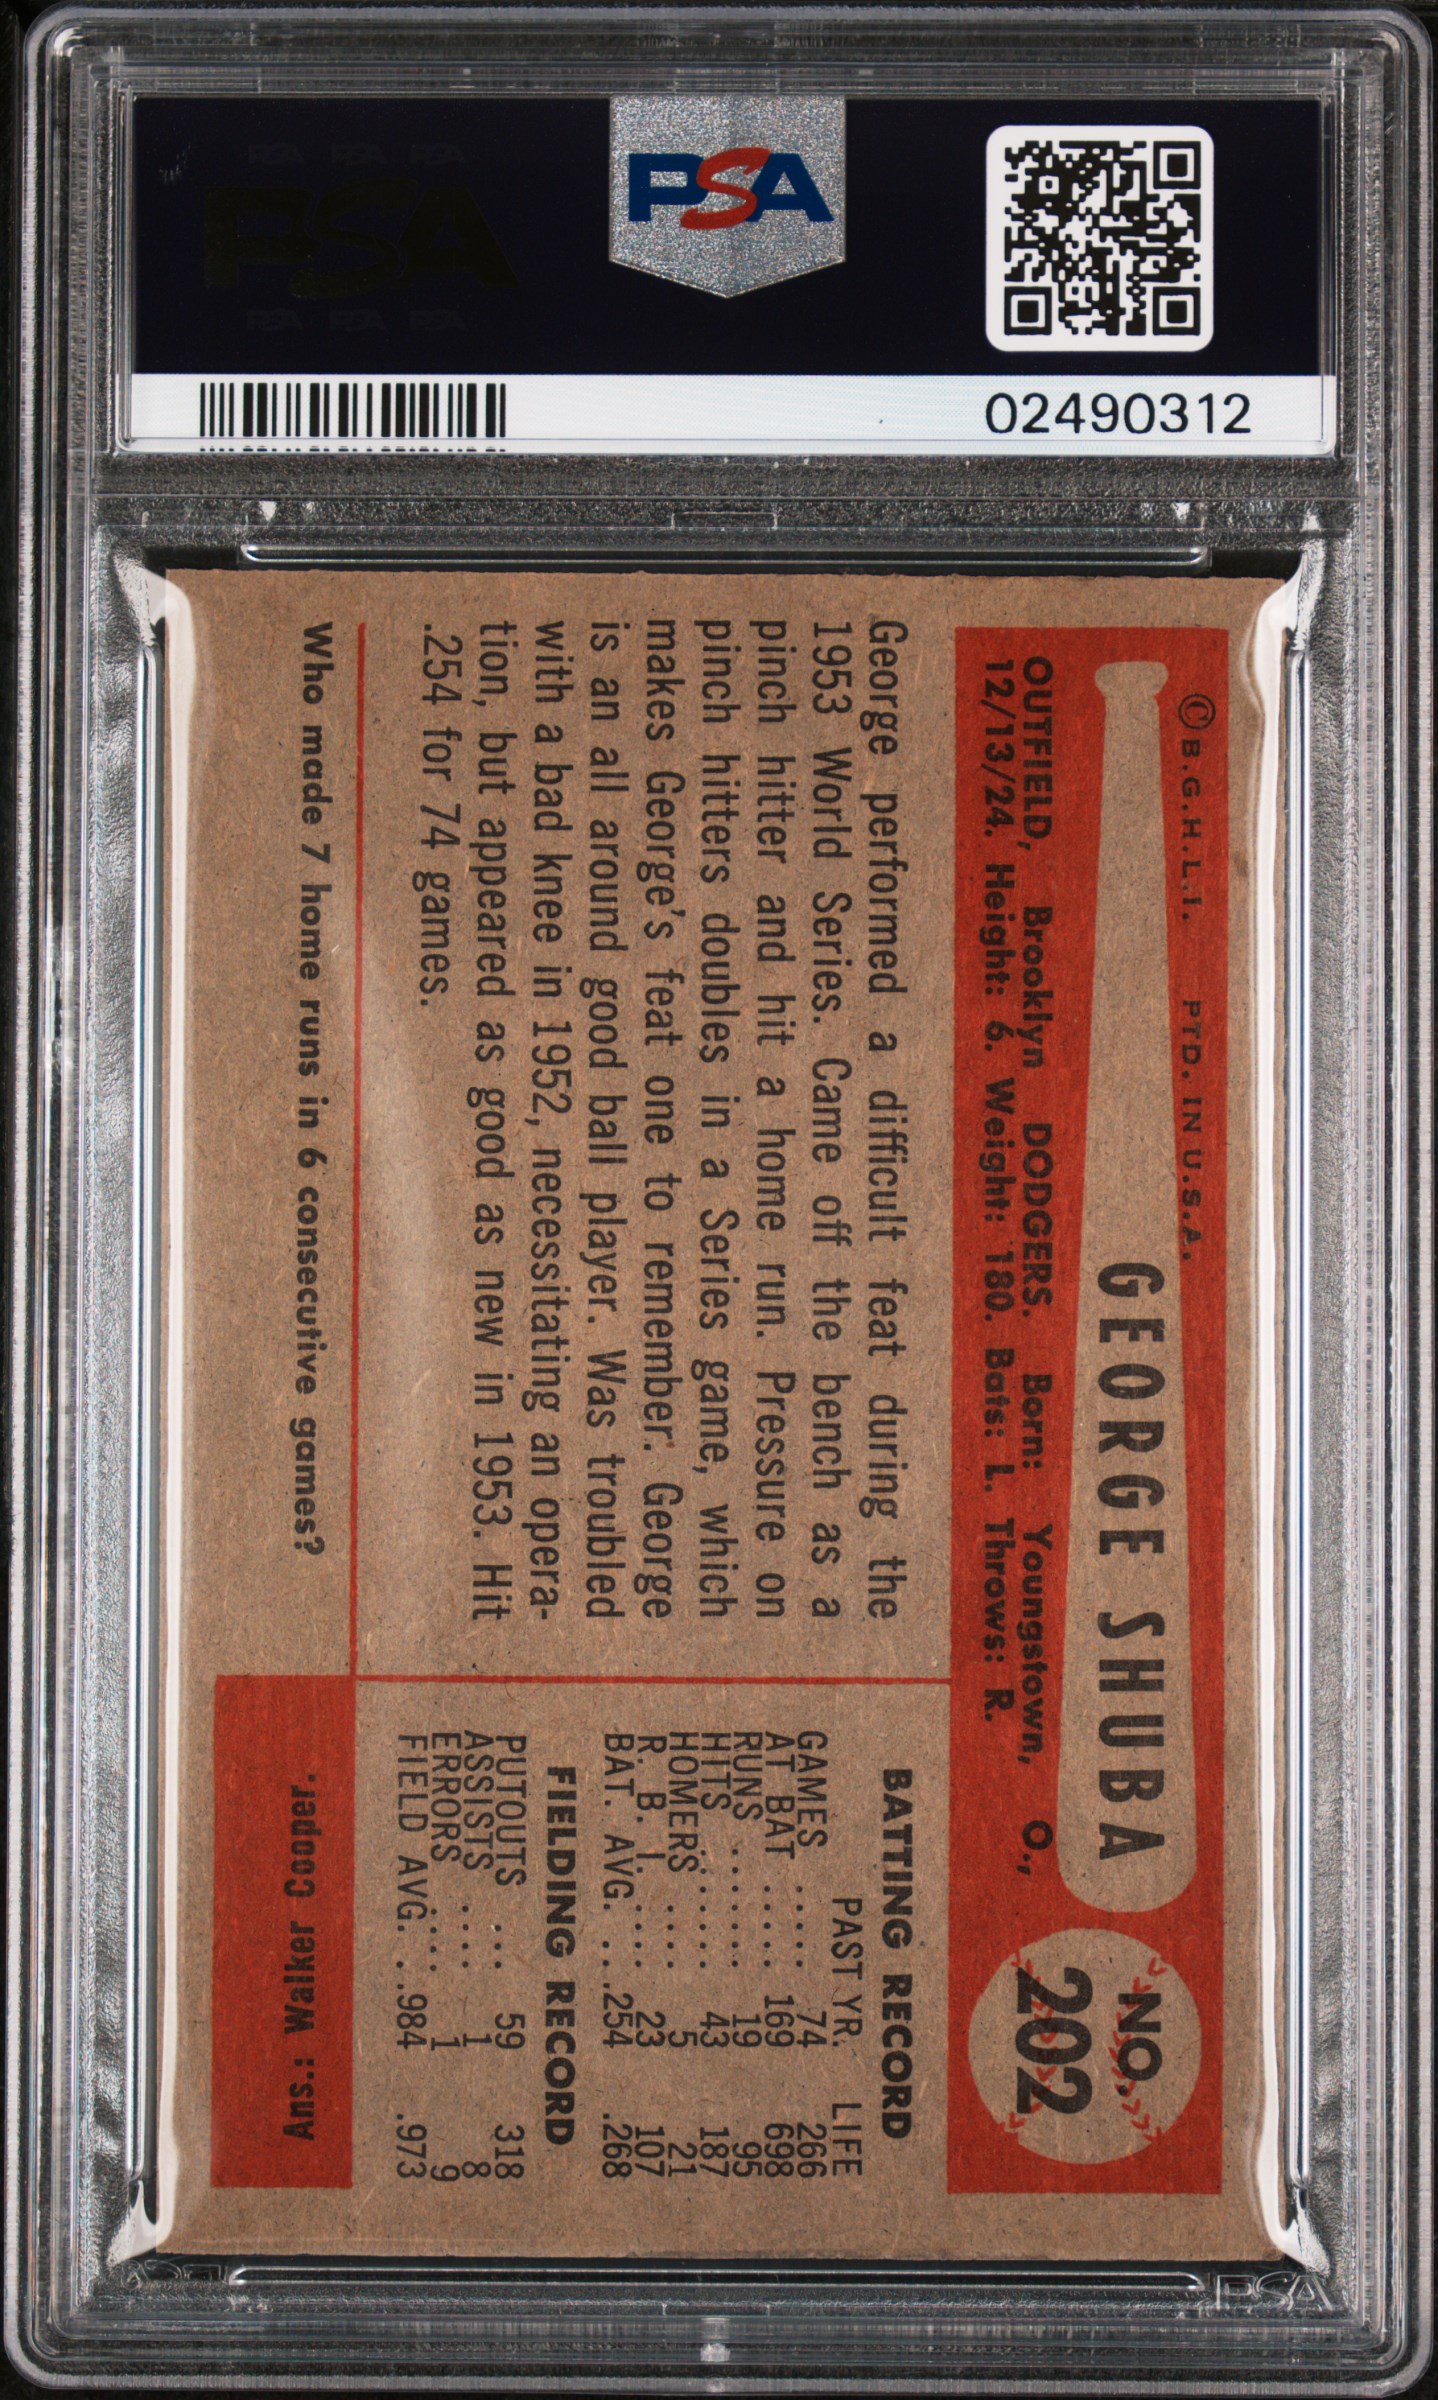 PSA
02490312
© B.G.H.L.I. PTD. IN U.S.A.
GEORGE SHUBA
NO.
202
OUTFIELD, Brooklyn DODGERS. Born: Youngstown, O.,
12/13/24. Height: 6. Weight: 180. Bats: L. Throws: R.
George performed a difficult feat during the
1953 World Series. Came off the bench as a
pinch hitter and hit a home run. Pressure on
pinch hitters doubles in a Series game, which
makes George's feat one to remember. George
is an all around good ball player. Was troubled
with a bad knee in 1952, necessitating an opera-
tion, but appeared as good as new in 1953. Hit
.254 for 74 games.
BATTING RECORD
PAST YR. LIFE
GAMES ..... 74 266
AT BAT ..... 169 698
RUNS ....... 19 95
HITS ....... 43 187
HOMERS ..... 5 21
R. B. I. .... 23 107
BAT. AVG. ...254 .268
FIELDING RECORD
PUTOUTS ... 59 318
ASSISTS .... 1 8
ERRORS .... 1 9
FIELD AVG. ..984 .973
Who made 7 home runs in 6 consecutive games?
Ans.: Walker Cooper.
PSA